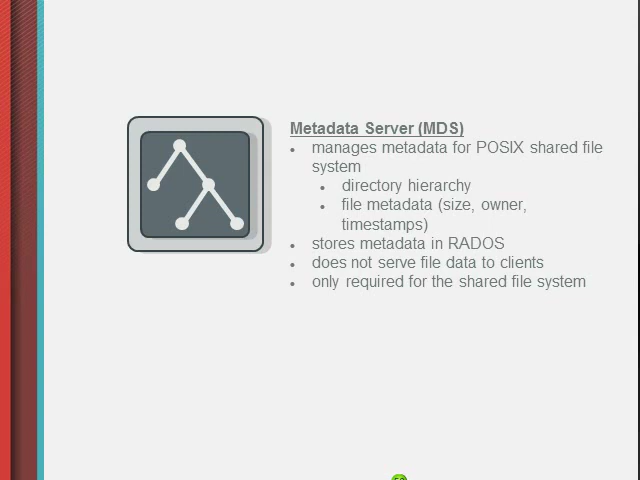 Metadata Server (MDS)
• manages metadata for POSIX shared file
system
• directory hierarchy
• file metadata (size, owner,
timestamps)
• stores metadata in RADOS
• does not serve file data to clients
• only required for the shared file system